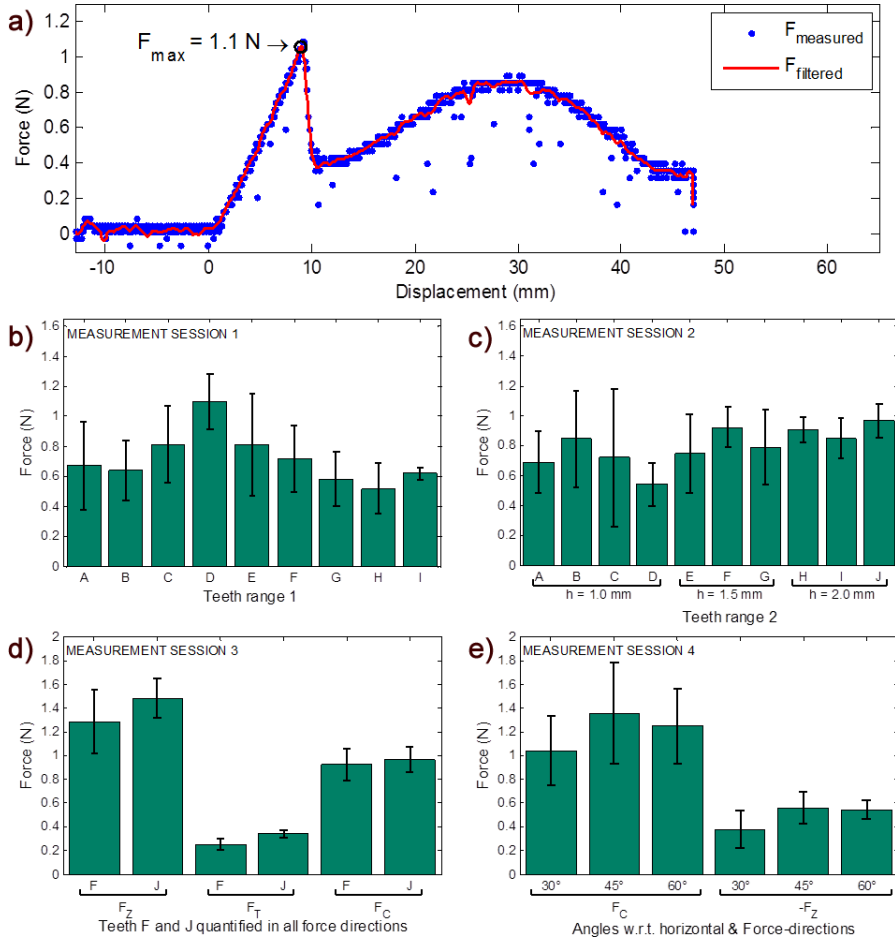 a)
1.2
1
0.8
0.6
0.4
0.2
0
Force (N)
F max = 1.1 N →
F measured
F filtered
-10 0 10 20 30 40 50 60
Displacement (mm)
b)
MEASUREMENT SESSION 1
1.6
1.4
1.2
1
0.8
0.6
0.4
0.2
0
Force (N)
A B C D E F G H I
Teeth range 1
c)
MEASUREMENT SESSION 2
1.6
1.4
1.2
1
0.8
0.6
0.4
0.2
0
Force (N)
A B C D E F G H I J
h = 1.0 mm h = 1.5 mm h = 2.0 mm
Teeth range 2
d)
MEASUREMENT SESSION 3
2
1.8
1.6
1.4
1.2
1
0.8
0.6
0.4
0.2
0
Force (N)
F J F J F J
F Z F T F C
Teeth F and J quantified in all force directions
e)
MEASUREMENT SESSION 4
2
1.8
1.6
1.4
1.2
1
0.8
0.6
0.4
0.2
0
Force (N)
30° 45° 60° 30° 45° 60°
F C -F Z
Angles w.r.t. horizontal & Force-directions